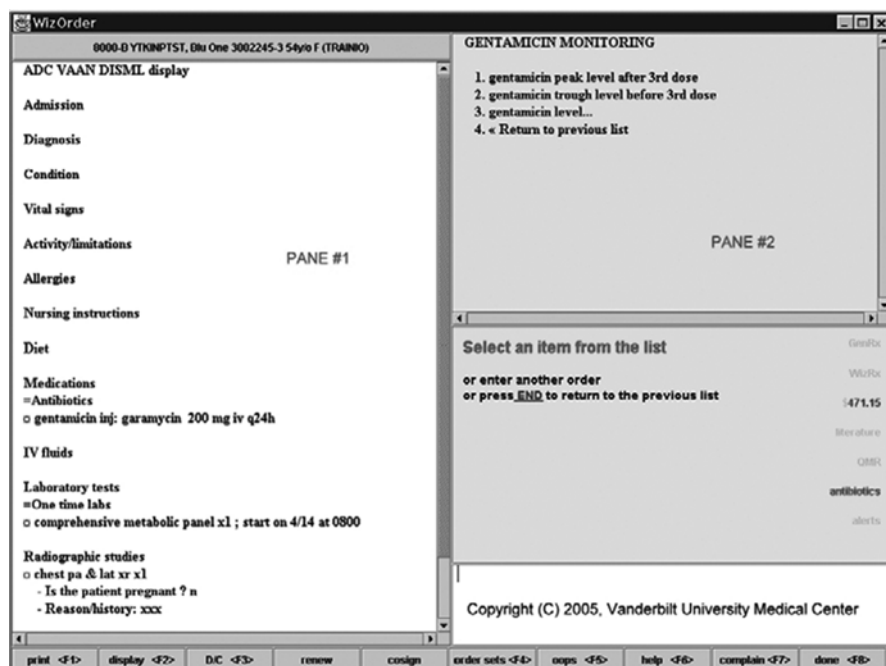 WizOrder
0000-B YTKINPTST, Blu One 3002245-3 54y/o F (TRAINIO)
ADC VAAN DISML display
Admission
Diagnosis
Condition
Vital signs
Activity/limitations
PANE #1
Allergies
Nursing instructions
Diet
Medications
=Antibiotics
gentamicin inj: garamycin 200 mg iv q24h
IV fluids
Laboratory tests
=One time labs
comprehensive metabolic panel x1 ; start on 4/14 at 0800
Radiographic studies
chest pa & lat xr x1
- Is the patient pregnant ? n
- Reason/history: xxx
GENTAMICIN MONITORING
1. gentamicin peak level after 3rd dose
2. gentamicin trough level before 3rd dose
3. gentamicin level...
4. « Return to previous list
PANE #2
Select an item from the list
or enter another order
or press END to return to the previous list
GenRx
WizRx
$471.15
literature
QMR
antibiotics
alerts
Copyright (C) 2005, Vanderbilt University Medical Center
print <F1> display <F2> D/C <F3> renew cosign order sets <F4> oops <F5> help <F6> complain <F7> done <F8>